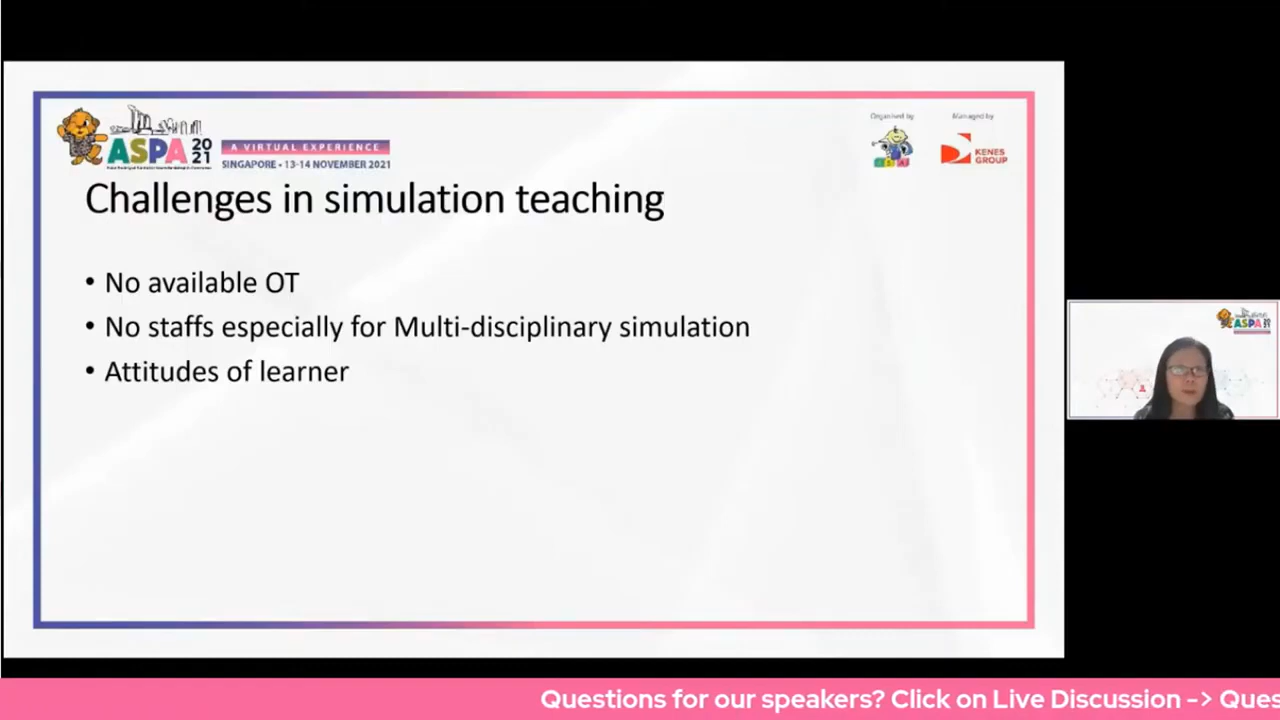 ASPA 2021
A VIRTUAL EXPERIENCE
SINGAPORE • 13-14 NOVEMBER 2021
Organised by
Managed by
KENES
GROUP
Challenges in simulation teaching
• No available OT
• No staffs especially for Multi-disciplinary simulation
• Attitudes of learner
ASPA
Questions for our speakers? Click on Live Discussion -> Ques